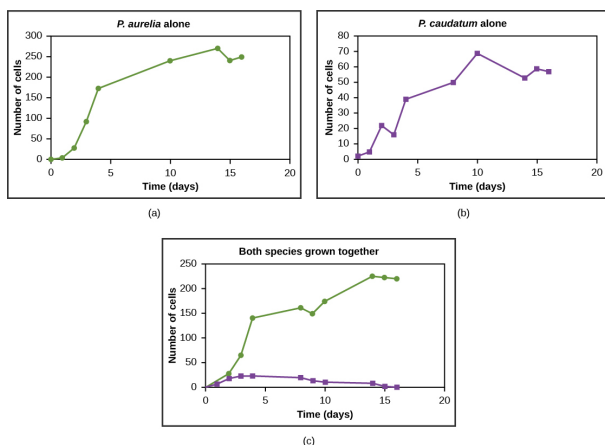 P. aurelia alone
Number of cells
300
250
200
150
100
50
0
0 5 10 15 20
Time (days)
(a)
P. caudatum alone
Number of cells
80
70
60
50
40
30
20
10
0
0 5 10 15 20
Time (days)
(b)
Both species grown together
Number of cells
250
200
150
100
50
0
0 5 10 15 20
Time (days)
(c)